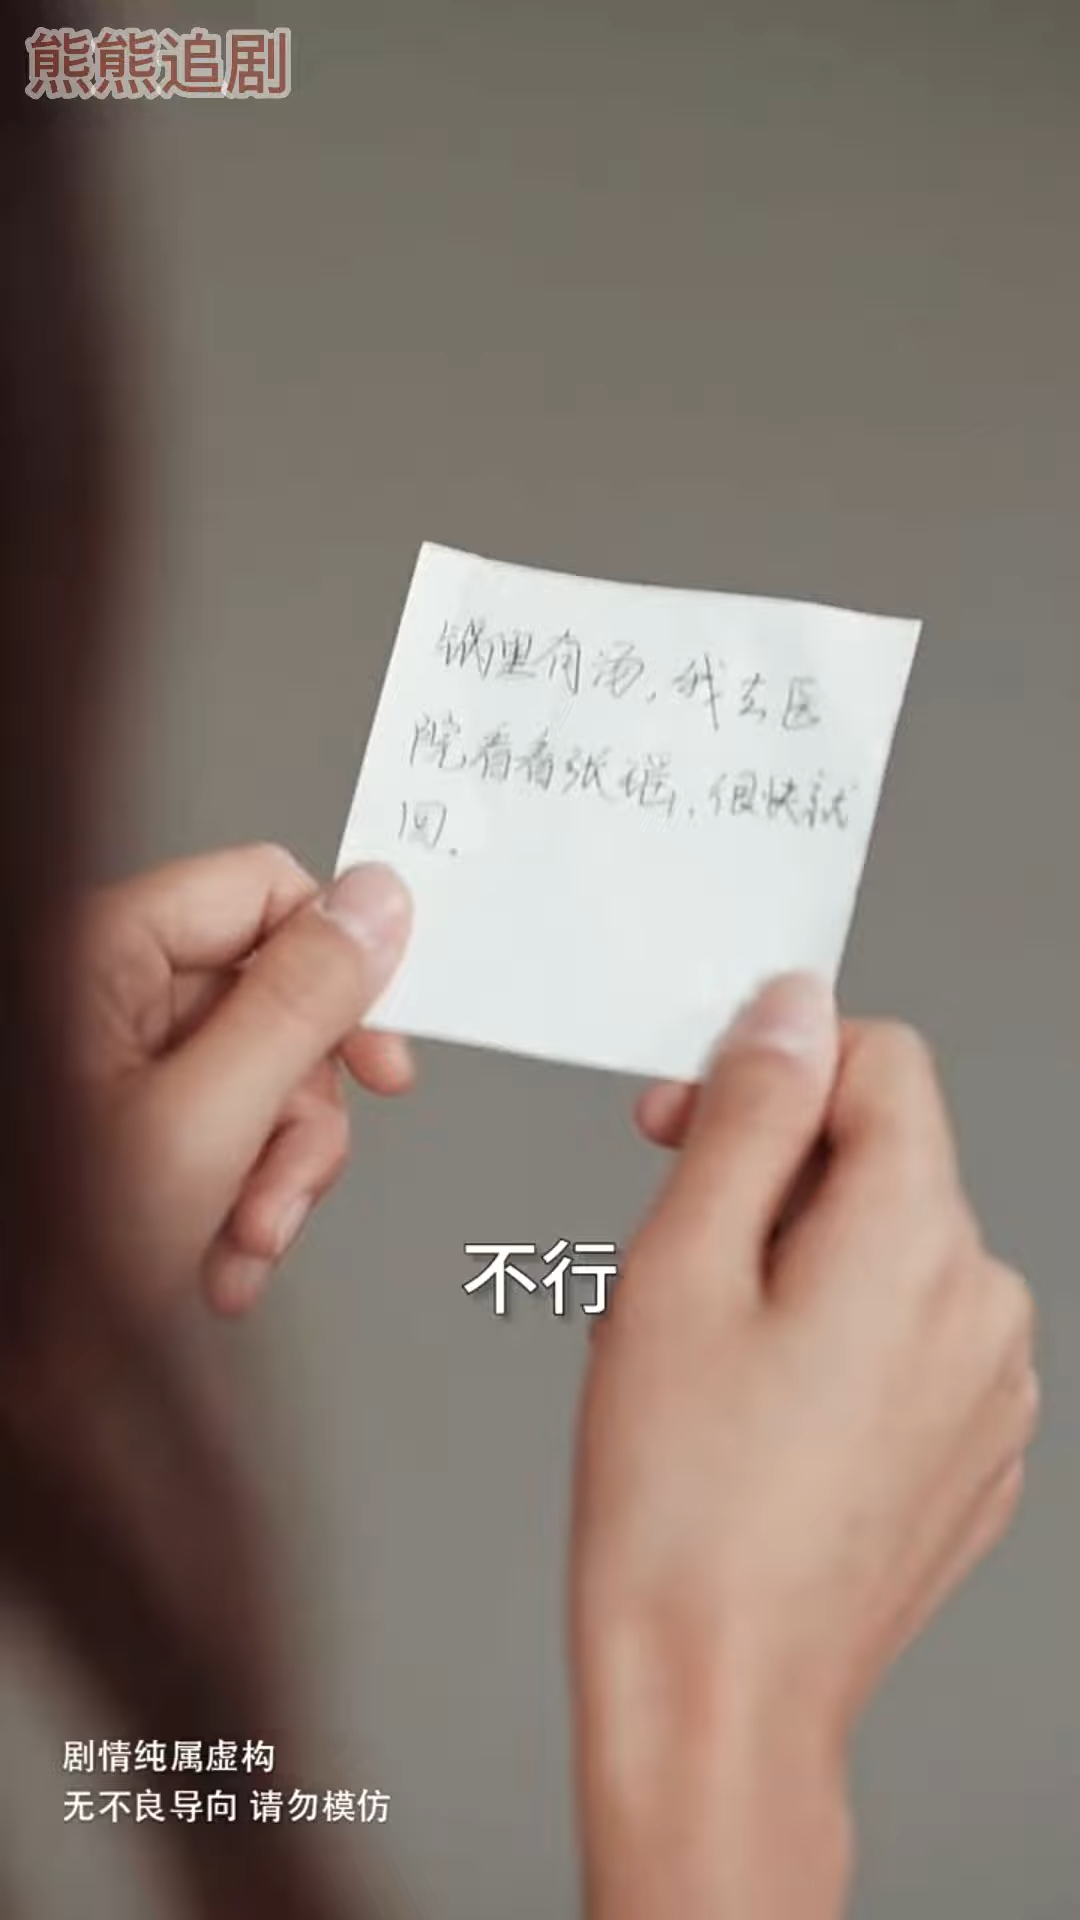 熊熊追剧
锅里有汤,我去医
院看看张瑶,很快就
回.
不行
剧情纯属虚构
无不良导向 请勿模仿